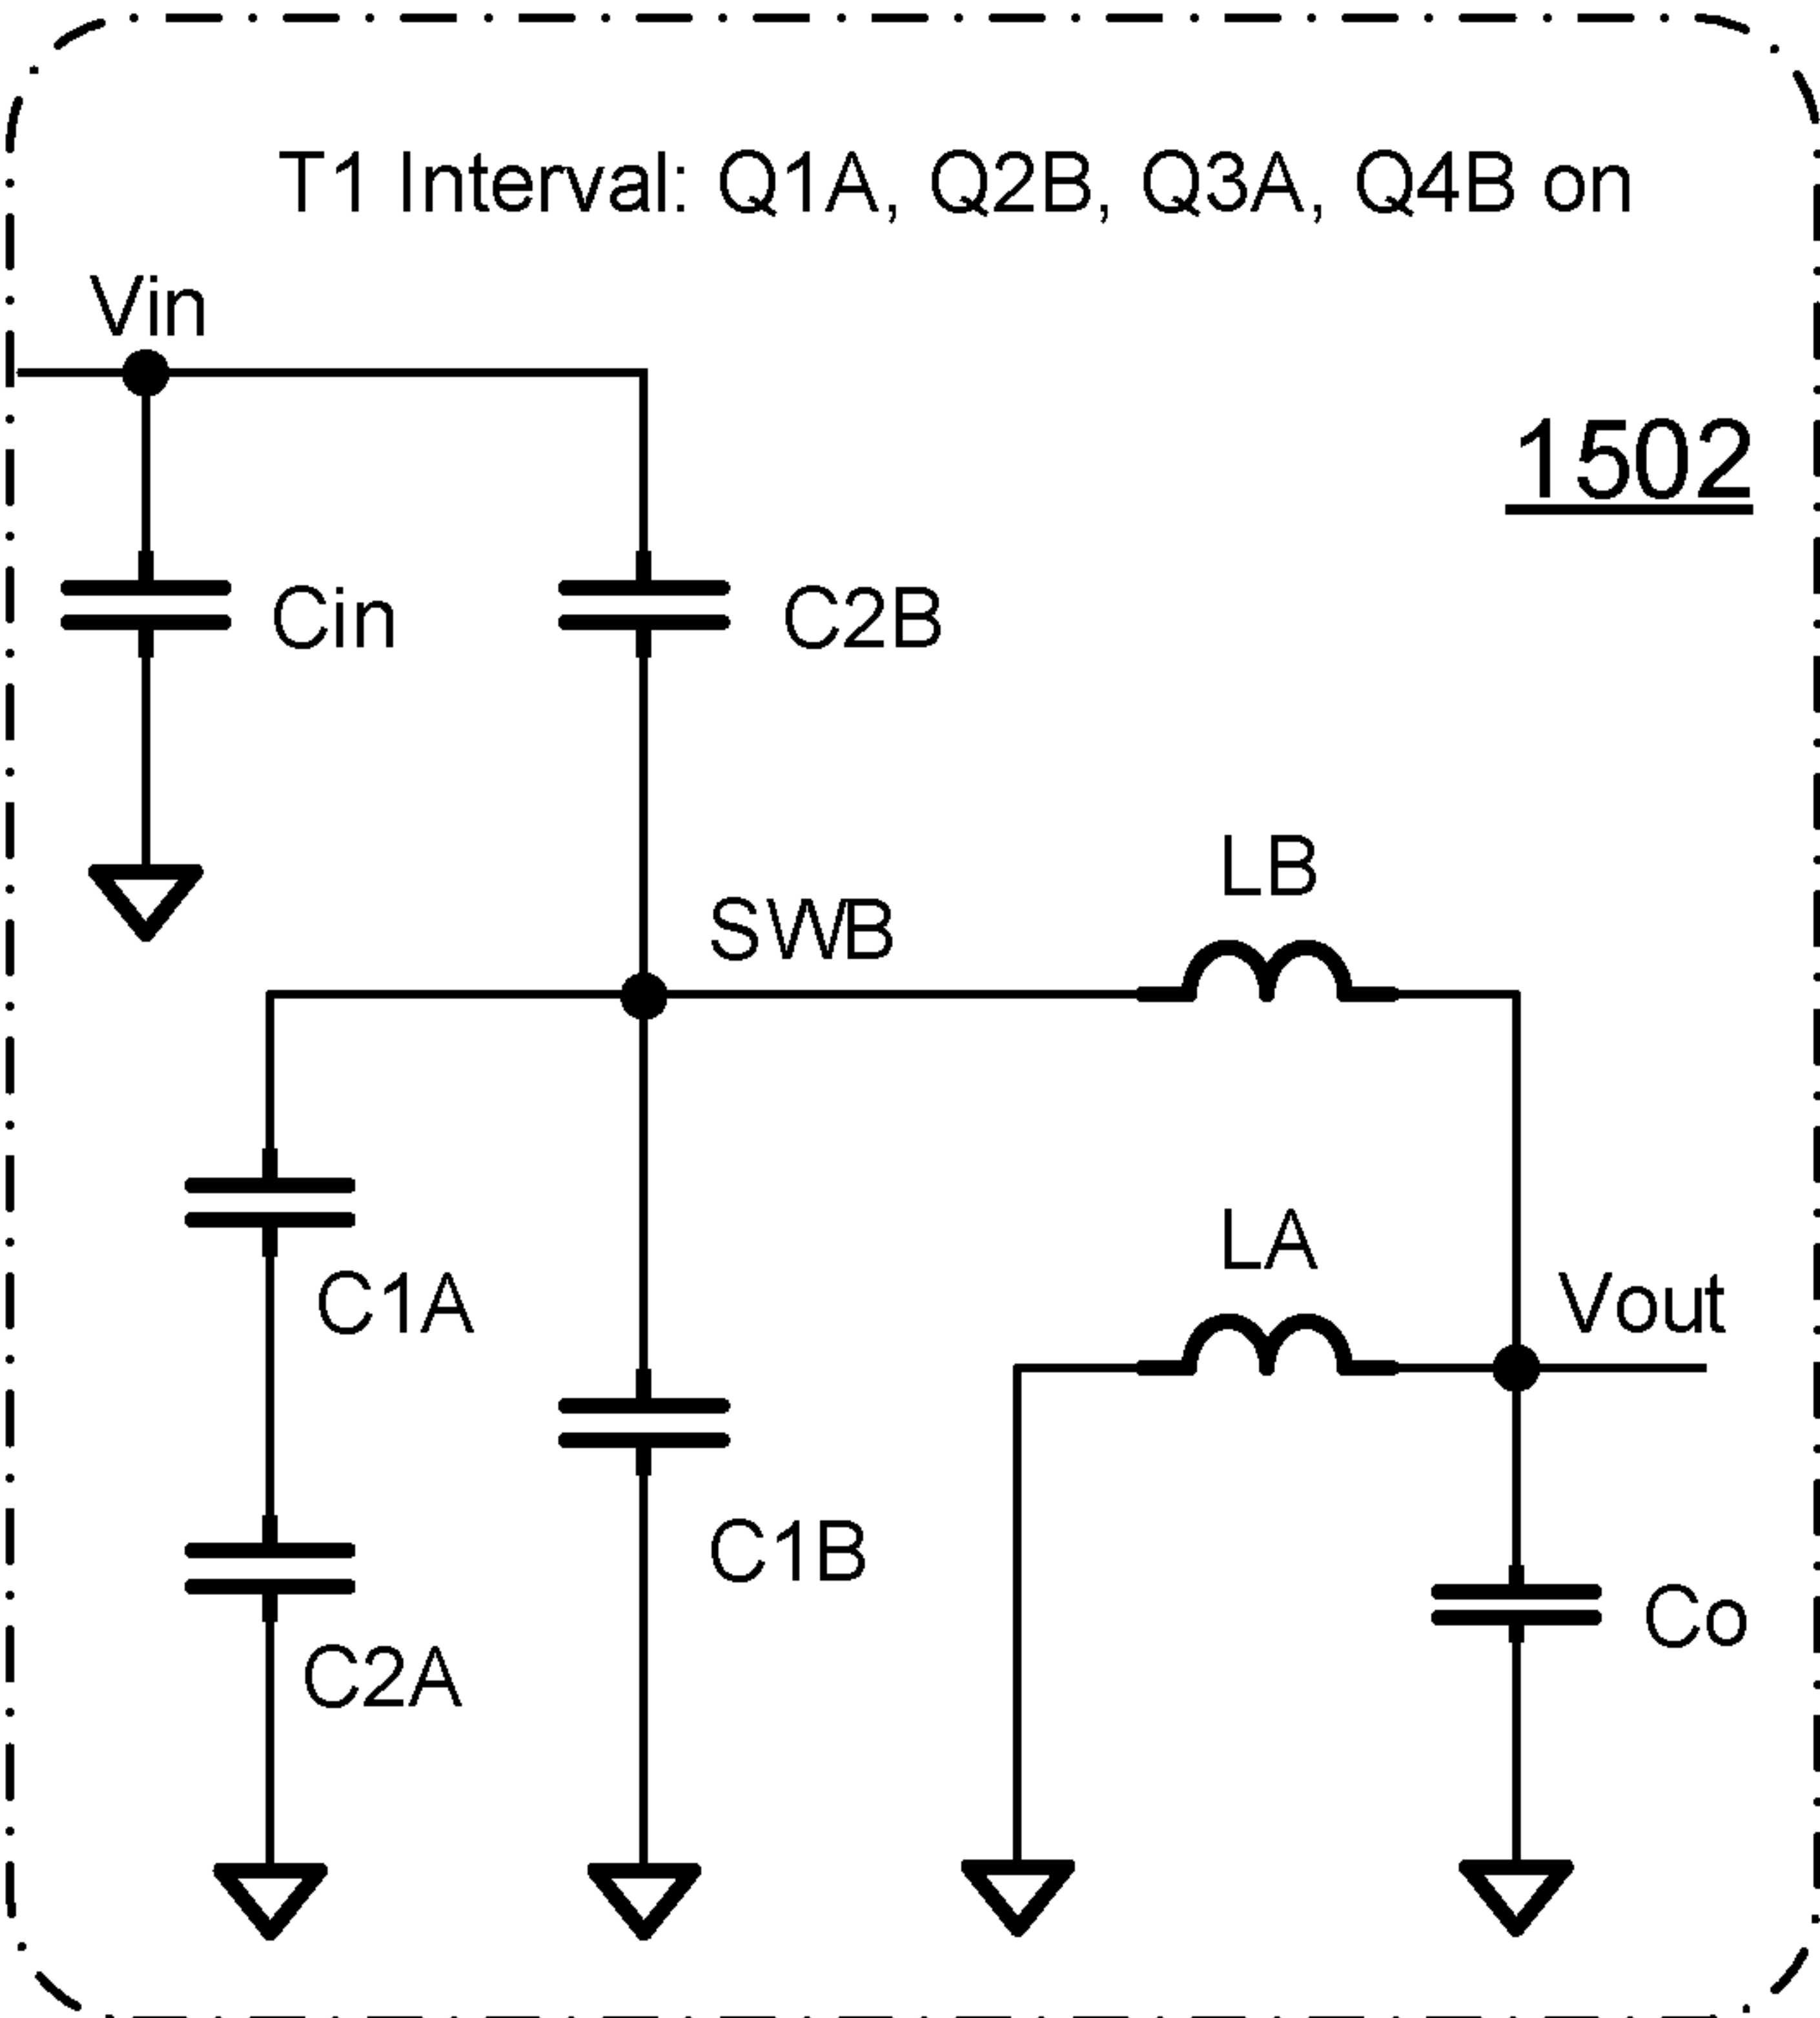 T1 Interval: Q1A, Q2B, Q3A, Q4B on
Vin
1502
Cin
C2B
LB
SWB
LA
C1A
Vout
C1B
Co
C2A